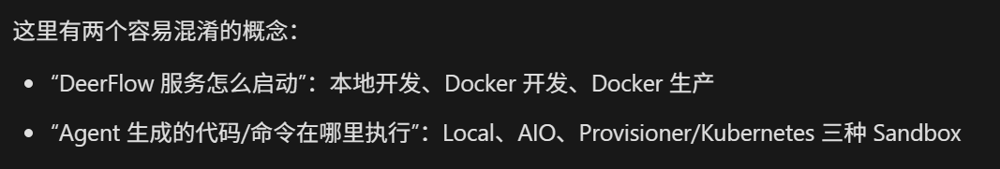 这里有两个容易混淆的概念：
• “DeerFlow 服务怎么启动”：本地开发、Docker 开发、Docker 生产
• “Agent 生成的代码/命令在哪里执行”：Local、AIO、Provisioner/Kubernetes 三种 Sandbox